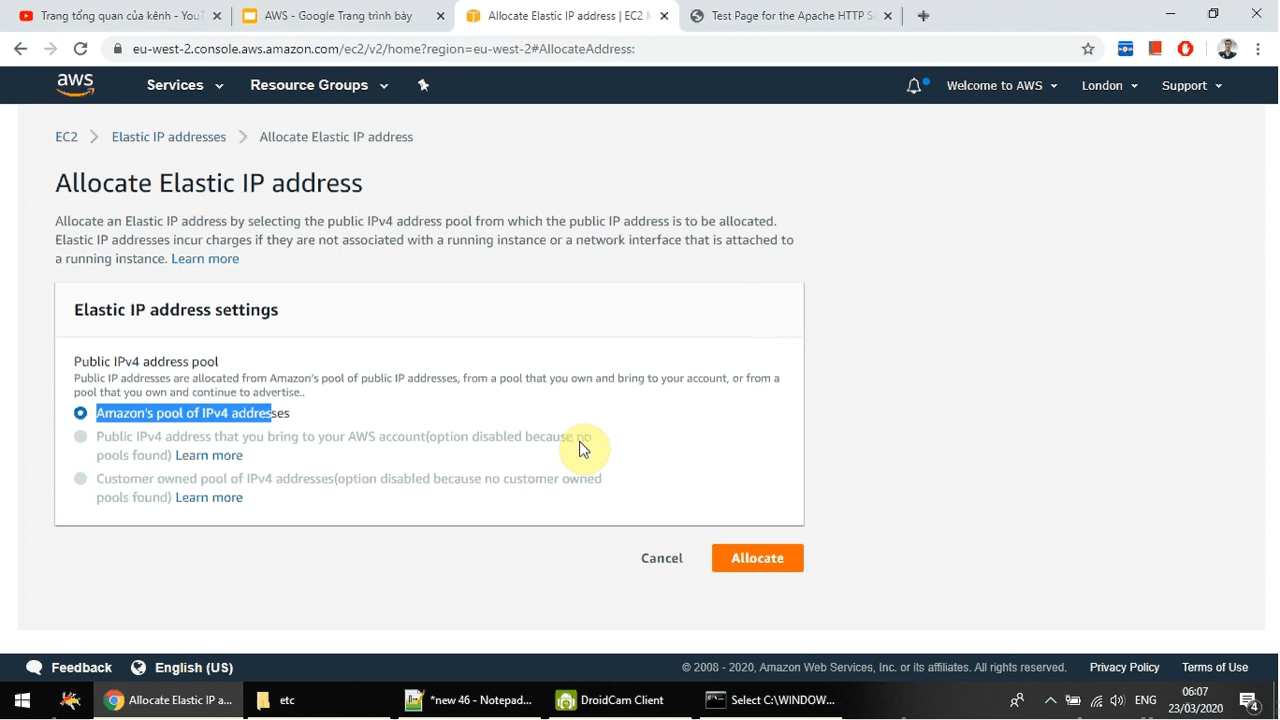 Trang tổng quan của kênh - You
AWS - Google Trang trình bày
Allocate Elastic IP address | EC2
Test Page for the Apache HTTP S
eu-west-2.console.aws.amazon.com/ec2/v2/home?region=eu-west-2#AllocateAddress:
aws
Services
Resource Groups
Welcome to AWS
London
Support
EC2
Elastic IP addresses
Allocate Elastic IP address
Allocate Elastic IP address
Allocate an Elastic IP address by selecting the public IPv4 address pool from which the public IP address is to be allocated.
Elastic IP addresses incur charges if they are not associated with a running instance or a network interface that is attached to
a running instance. Learn more
Elastic IP address settings
Public IPv4 address pool
Public IP addresses are allocated from Amazon's pool of public IP addresses, from a pool that you own and bring to your account, or from a
pool that you own and continue to advertise..
Amazon's pool of IPv4 addresses
Public IPv4 address that you bring to your AWS account(option disabled because no
pools found) Learn more
Customer owned pool of IPv4 addresses(option disabled because no customer owned
pools found) Learn more
Cancel
Allocate
Feedback
English (US)
© 2008 - 2020, Amazon Web Services, Inc. or its affiliates. All rights reserved.
Privacy Policy
Terms of Use
Allocate Elastic IP a...
etc
*new 46 - Notepad...
DroidCam Client
Select C:\WINDOW...
ENG
06:07
23/03/2020
4